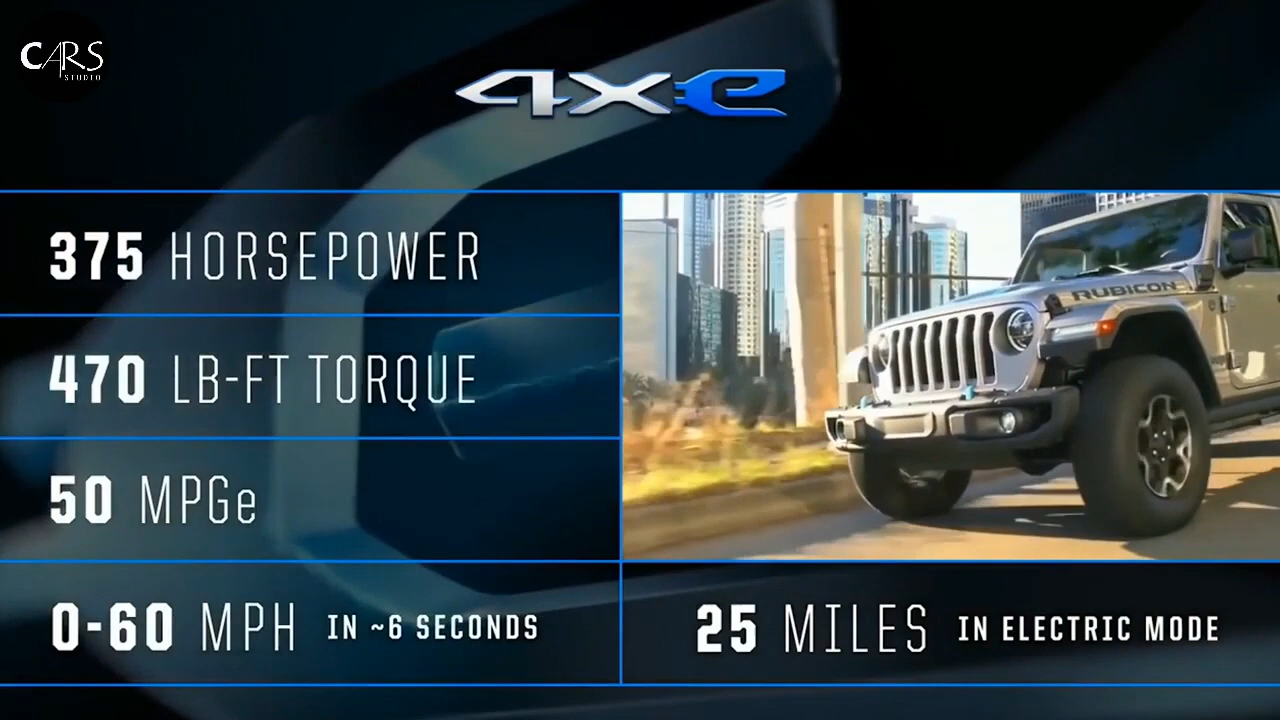 CARS
STUDIO
4xe
375 HORSEPOWER
RUBICON
470 LB-FT TORQUE
50 MPGe
0-60 MPH IN ~6 SECONDS
25 MILES IN ELECTRIC MODE